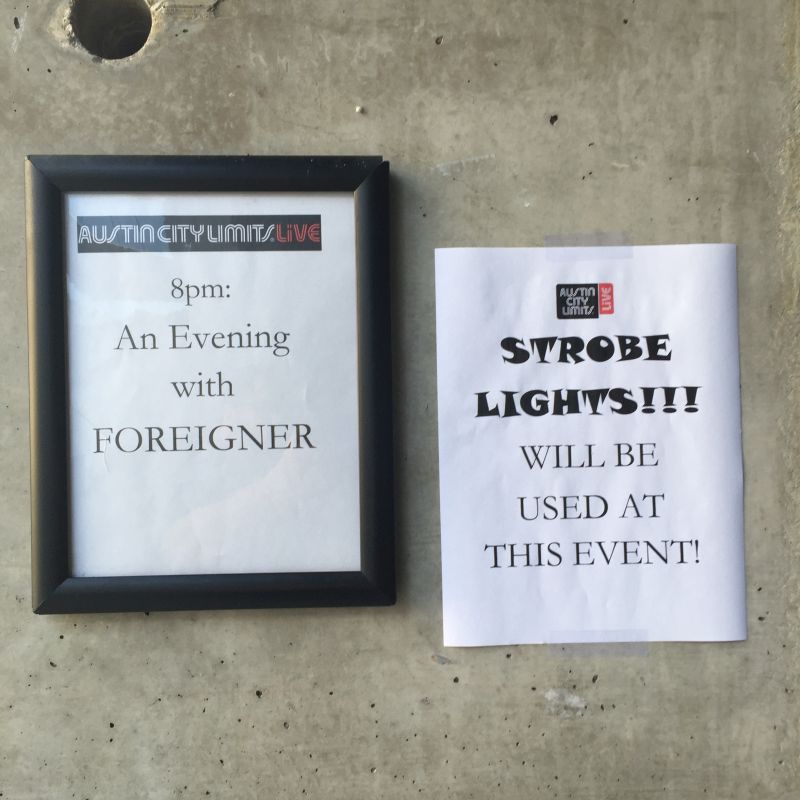 AUSTIN CITY LIMITS LIVE
8pm:
An Evening
with
FOREIGNER
AUSTIN
CITY
LIMITS
LIVE
STROBE
LIGHTS!!!
WILL BE
USED AT
THIS EVENT!